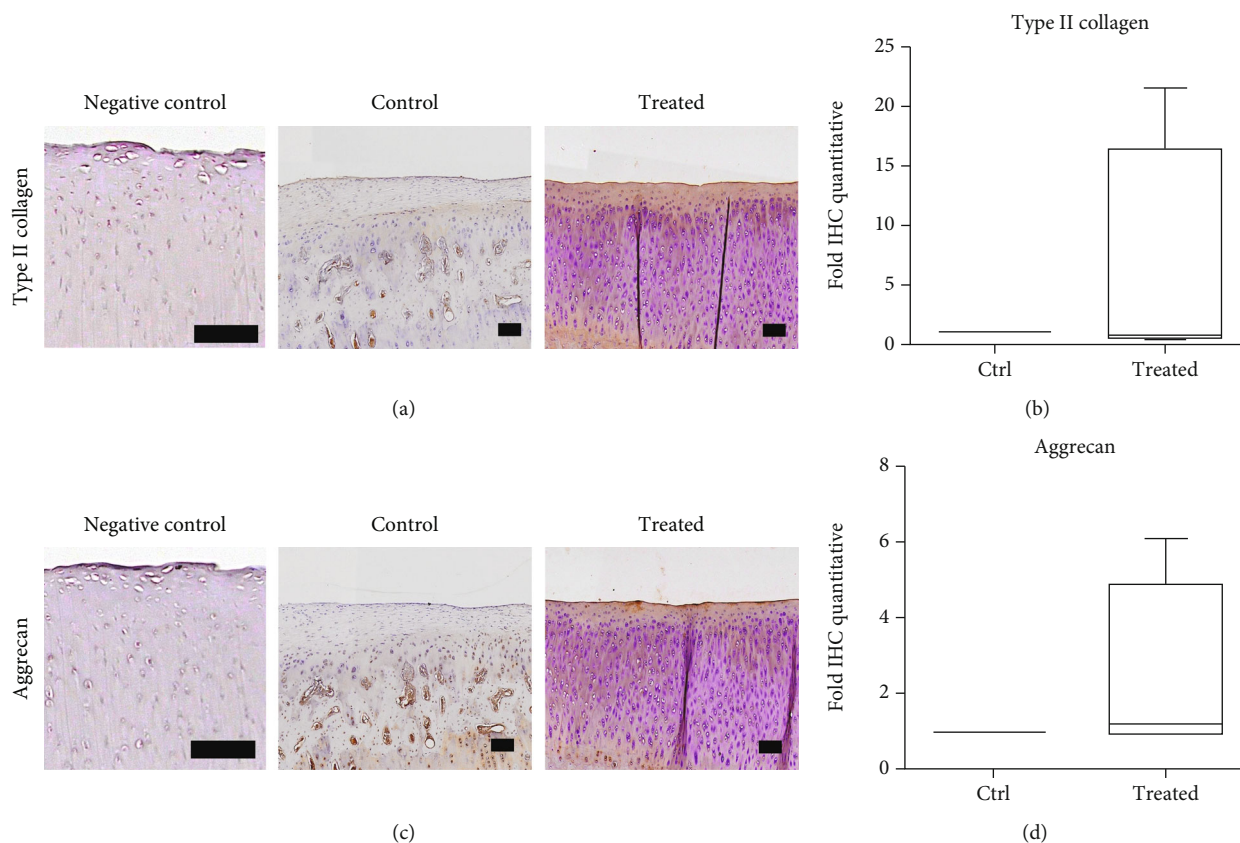 Negative control
Control
Treated
Type II collagen
(a)
Type II collagen
Fold IHC quantitative
25
20
15
10
5
0
Ctrl
Treated
(b)
Negative control
Control
Treated
Aggrecan
(c)
Aggrecan
Fold IHC quantitative
8
6
4
2
0
Ctrl
Treated
(d)